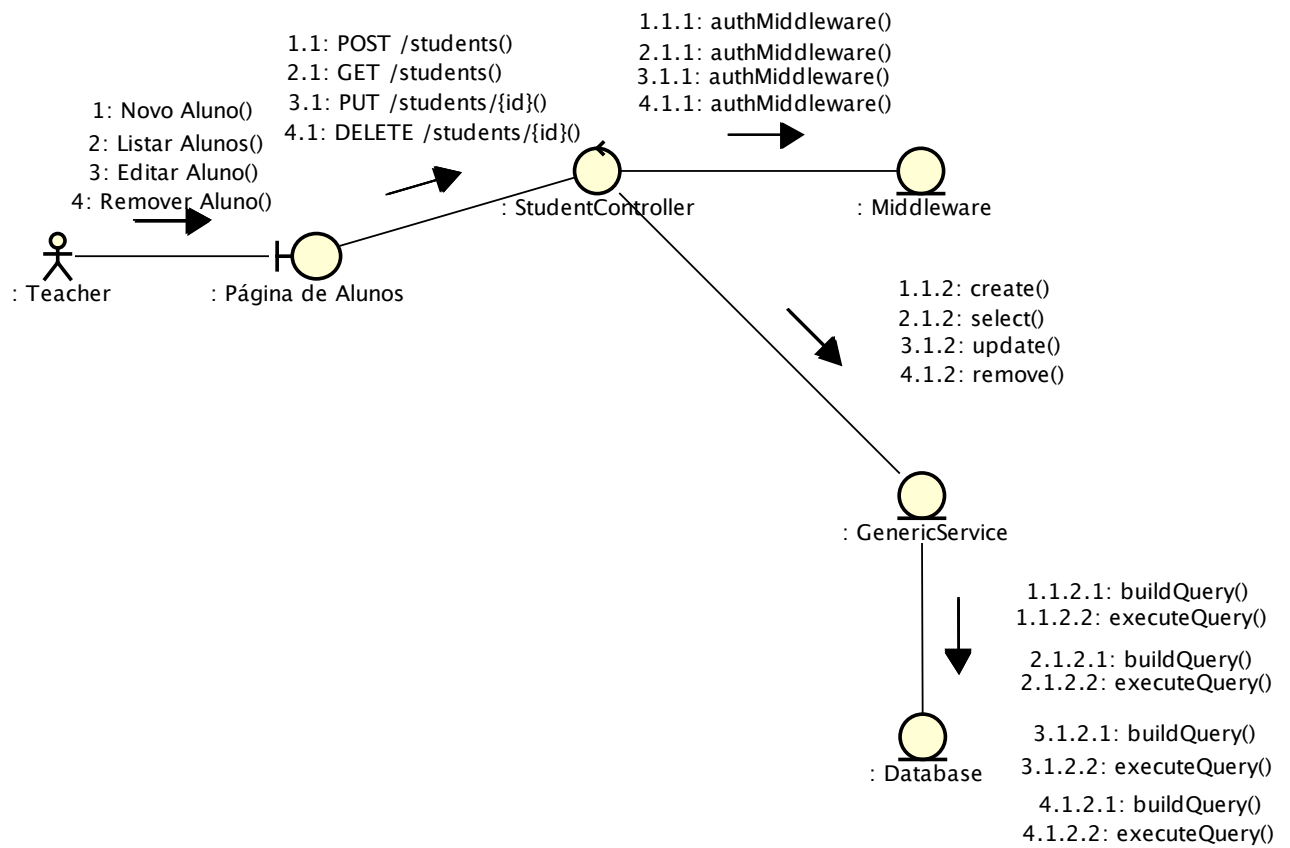 1: Novo Aluno()
2: Listar Alunos()
3: Editar Aluno()
4: Remover Aluno()
1.1: POST /students()
2.1: GET /students()
3.1: PUT /students/{id}()
4.1: DELETE /students/{id}()
1.1.1: authMiddleware()
2.1.1: authMiddleware()
3.1.1: authMiddleware()
4.1.1: authMiddleware()
: Teacher
: Página de Alunos
: StudentController
: Middleware
1.1.2: create()
2.1.2: select()
3.1.2: update()
4.1.2: remove()
: GenericService
1.1.2.1: buildQuery()
1.1.2.2: executeQuery()
2.1.2.1: buildQuery()
2.1.2.2: executeQuery()
3.1.2.1: buildQuery()
3.1.2.2: executeQuery()
4.1.2.1: buildQuery()
4.1.2.2: executeQuery()
: Database